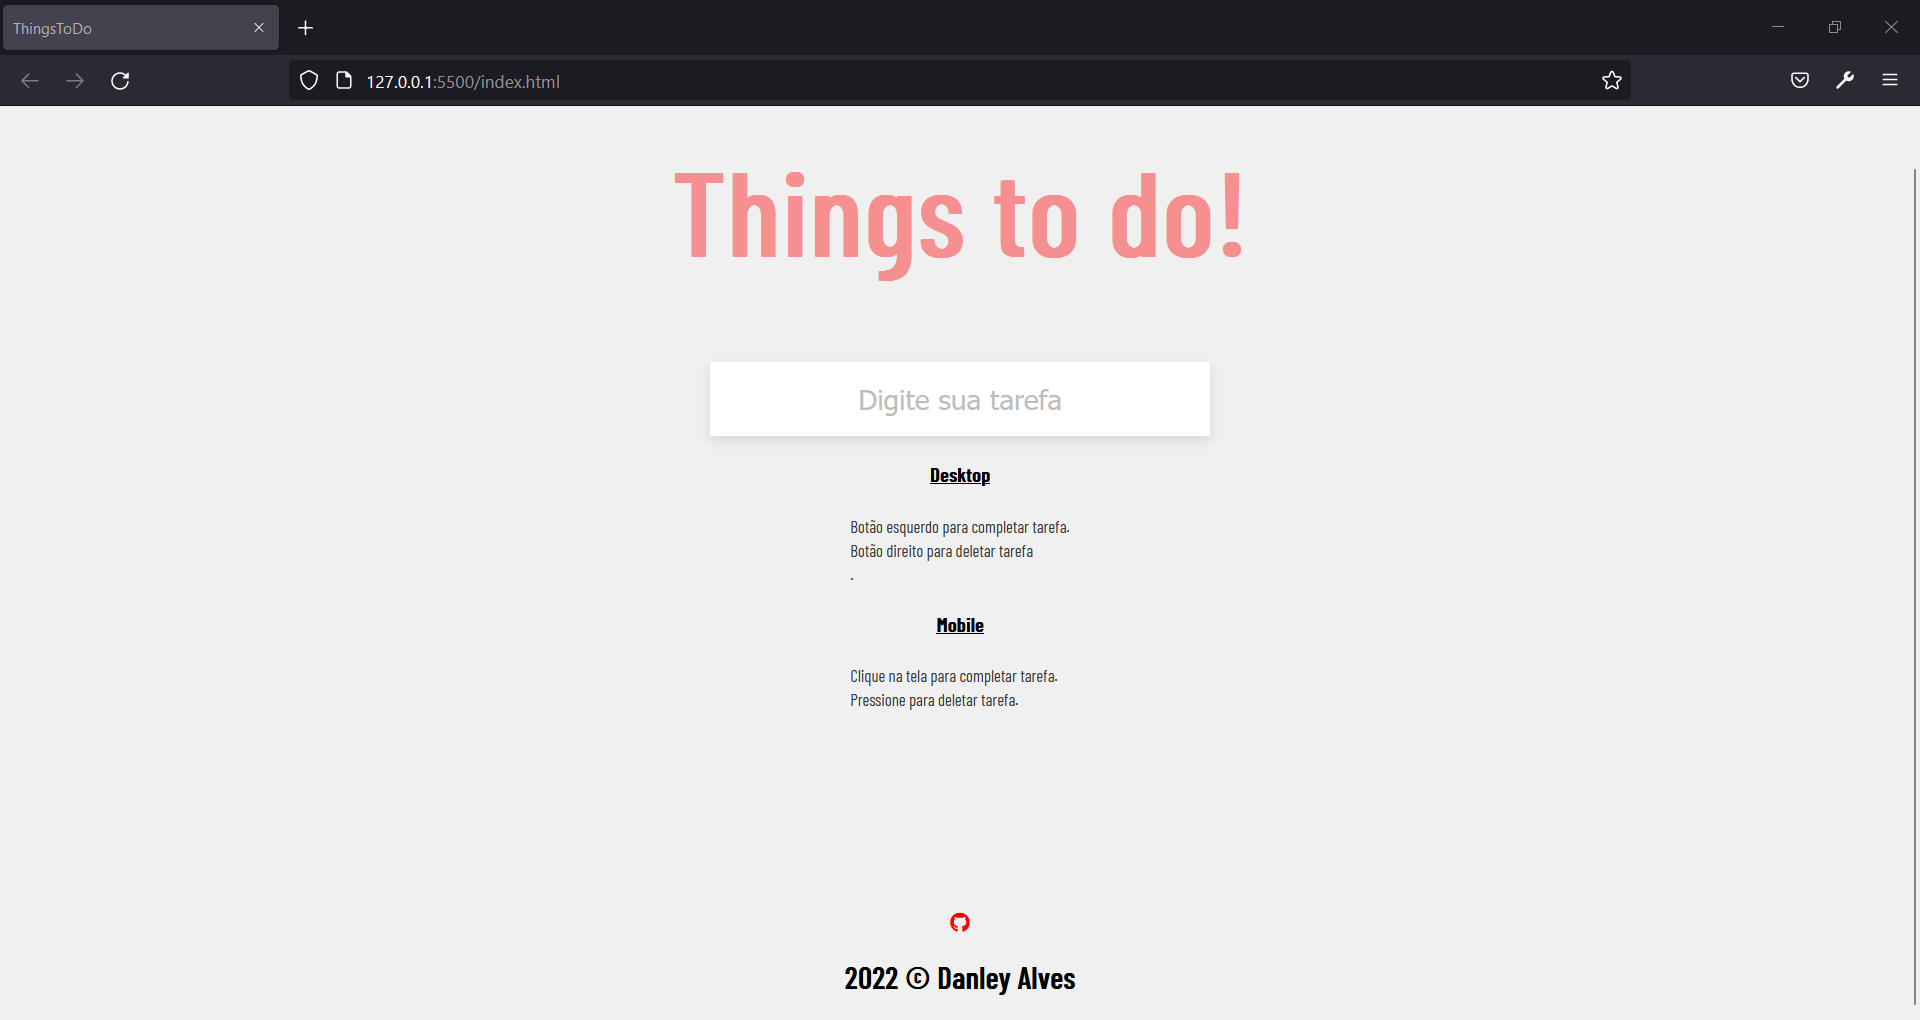 ThingsToDo
127.0.0.1:5500/index.html
Things to do!
Digite sua tarefa
Desktop
Botão esquerdo para completar tarefa.
Botão direito para deletar tarefa
.
Mobile
Clique na tela para completar tarefa.
Pressione para deletar tarefa.
2022 © Danley Alves